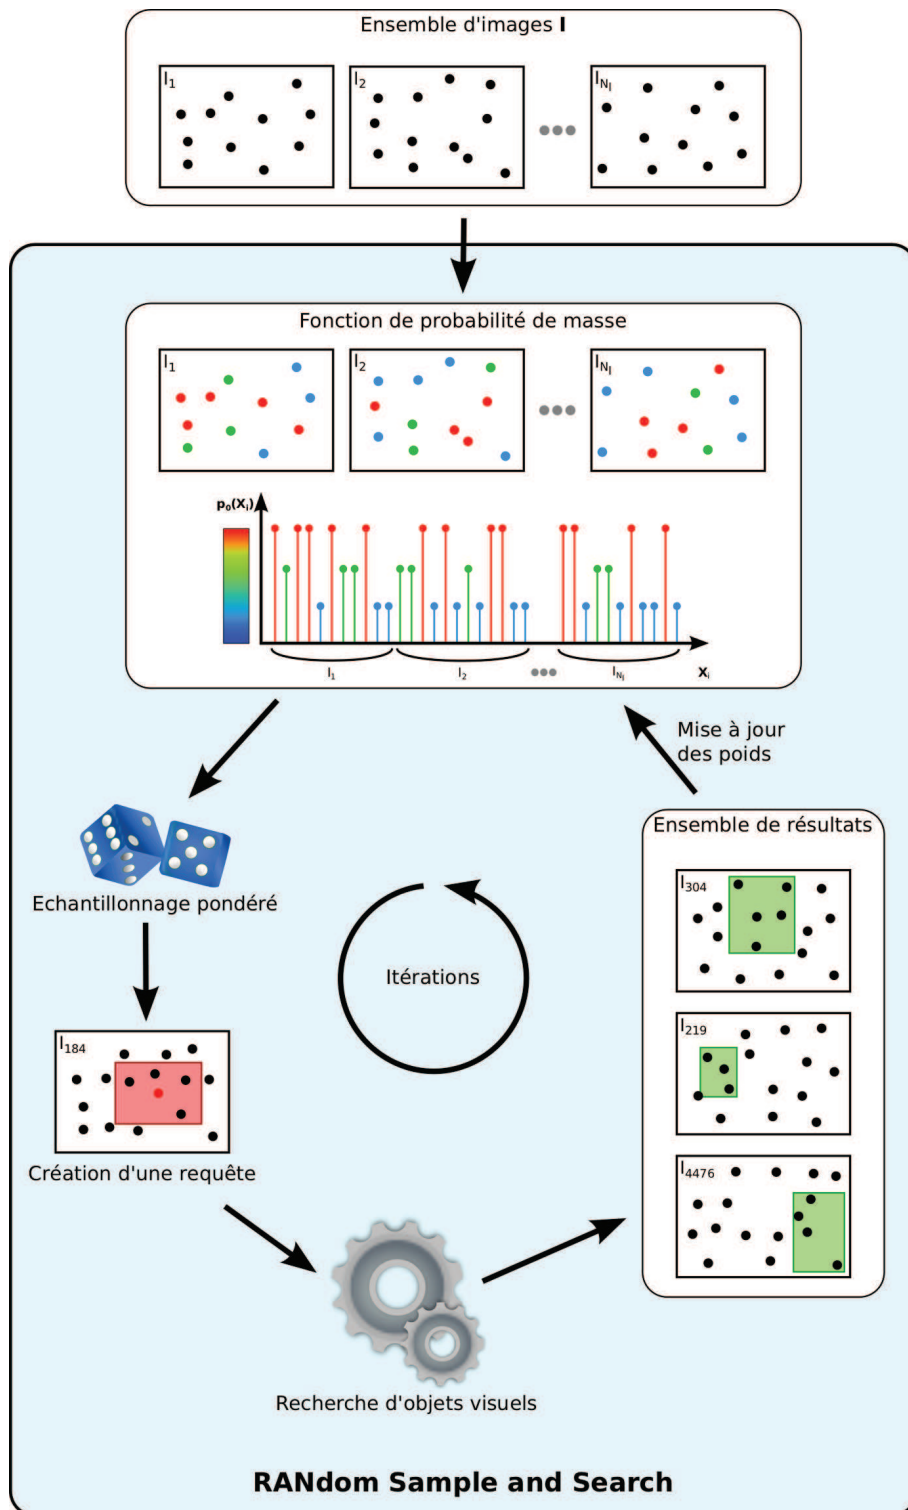 Ensemble d'images I
I1
I2
INI
Fonction de probabilité de masse
I1
I2
INI
p0(Xi)
I1
I2
INI
Xi
Mise à jour
des poids
Ensemble de résultats
I304
Echantillonnage pondéré
Itérations
I219
I184
Création d'une requête
I4476
Recherche d'objets visuels
RANdom Sample and Search